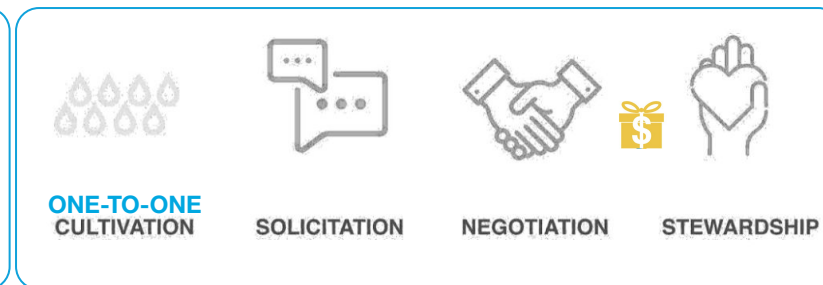 $
ONE-TO-ONE
CULTIVATION
SOLICITATION
NEGOTIATION
STEWARDSHIP